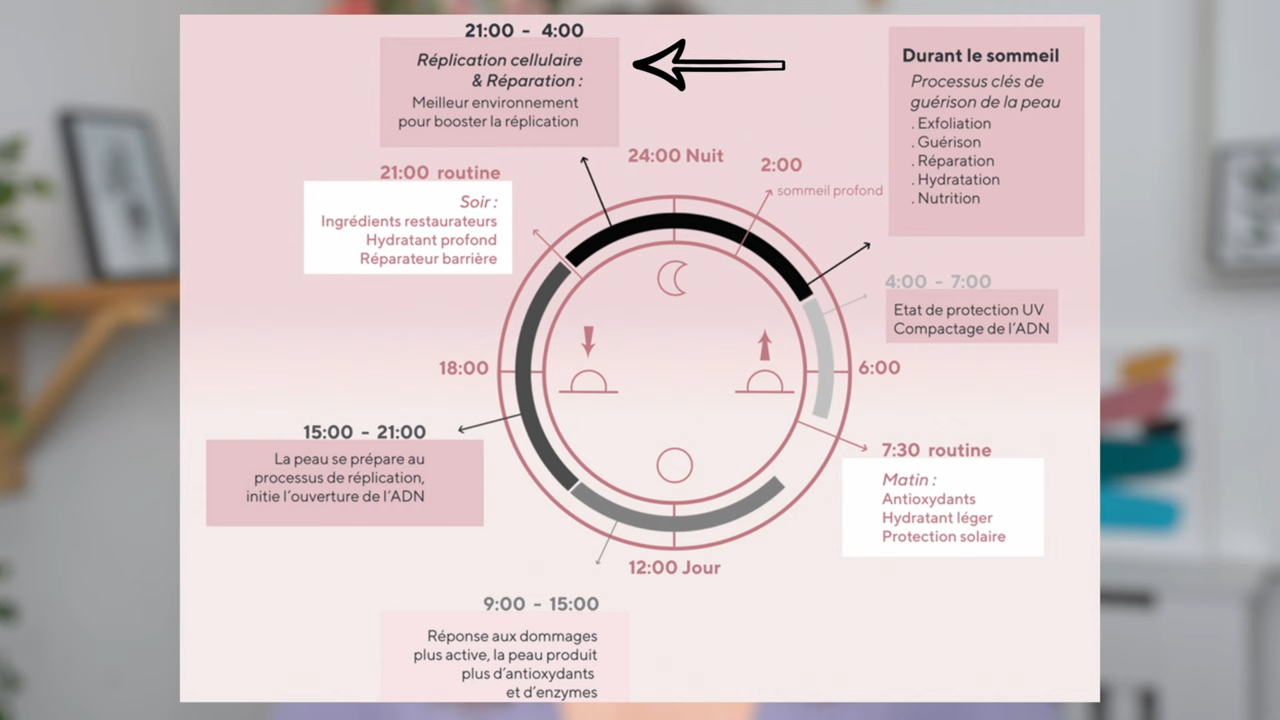 21:00 - 4:00
Réplication cellulaire
& Réparation :
Meilleur environnement
pour booster la réplication
Durant le sommeil
Processus clés de
guérison de la peau
. Exfoliation
. Guérison
. Réparation
. Hydratation
. Nutrition
24:00 Nuit
2:00
sommeil profond
21:00 routine
Soir :
Ingrédients restaurateurs
Hydratant profond
Réparateur barrière
4:00 - 7:00
Etat de protection UV
Compactage de l'ADN
18:00
6:00
15:00 - 21:00
La peau se prépare au
processus de réplication,
initie l'ouverture de l'ADN
7:30 routine
Matin :
Antioxydants
Hydratant léger
Protection solaire
12:00 Jour
9:00 - 15:00
Réponse aux dommages
plus active, la peau produit
plus d'antioxydants
et d'enzymes